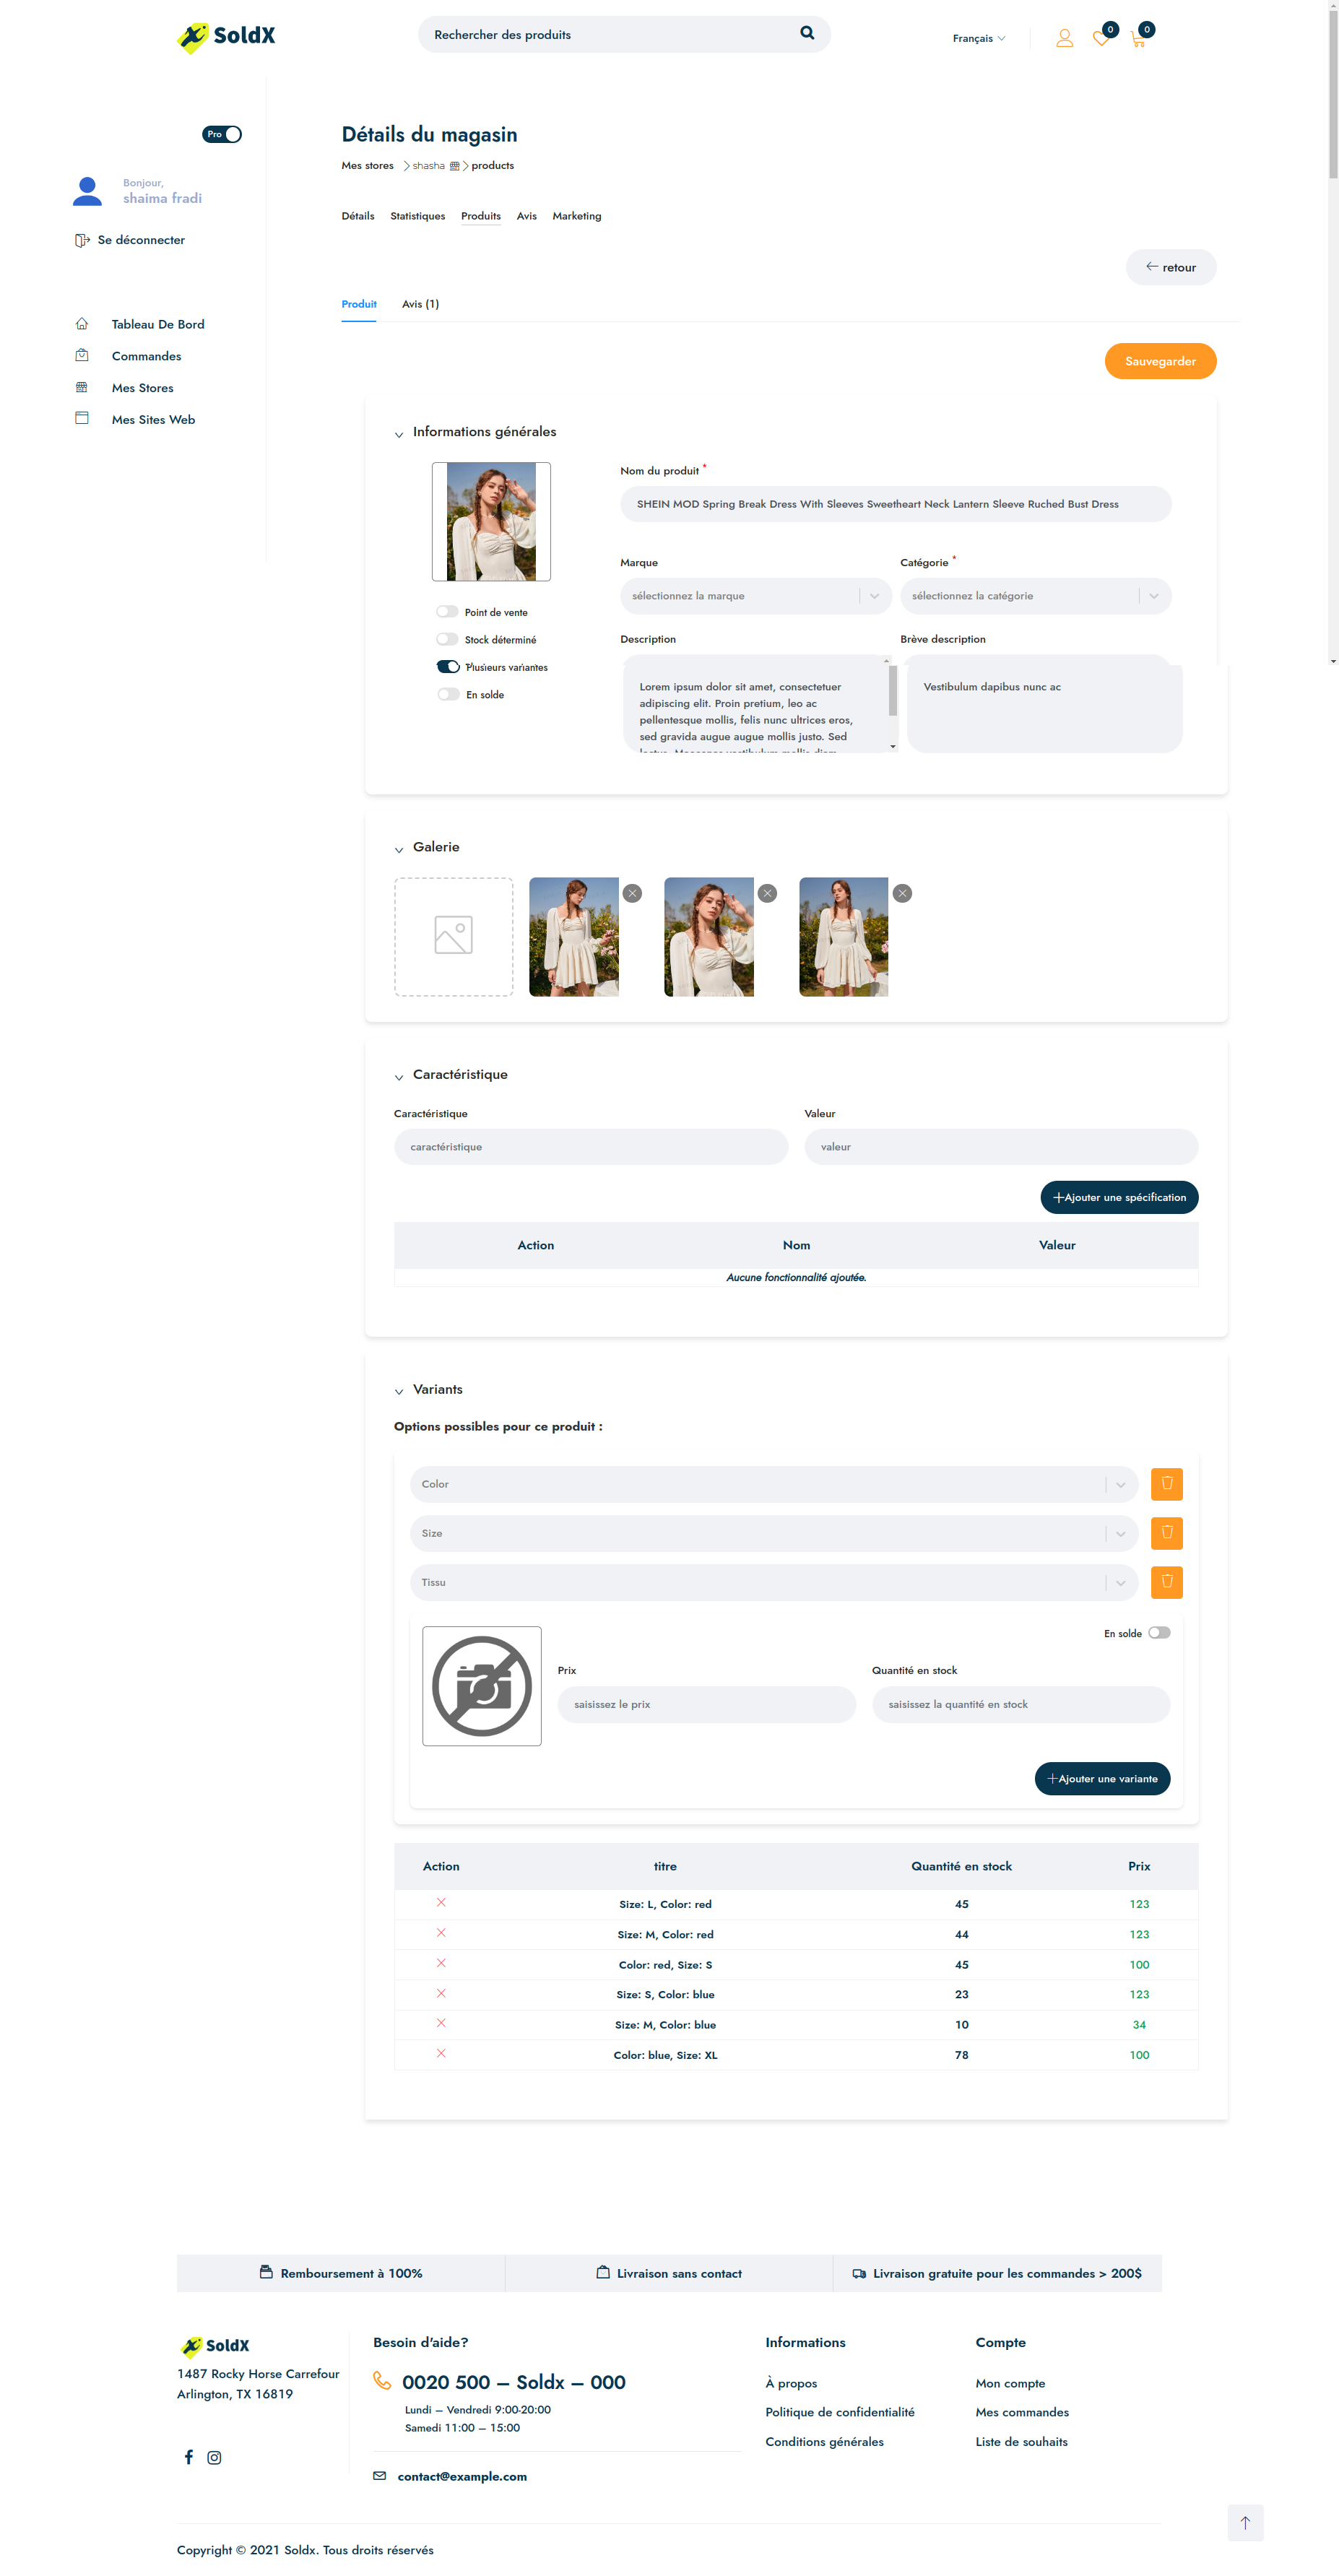 SoldX
Rechercher des produits
Français
0
0
Pro
Bonjour,
shaima fradi
Se déconnecter
Tableau De Bord
Commandes
Mes Stores
Mes Sites Web
Détails du magasin
Mes stores shasha products
Détails Statistiques Produits Avis Marketing
retour
Produit Avis (1)
Sauvegarder
Informations générales
Nom du produit *
SHEIN MOD Spring Break Dress With Sleeves Sweetheart Neck Lantern Sleeve Ruched Bust Dress
Marque Catégorie *
sélectionnez la marque sélectionnez la catégorie
Point de vente
Stock déterminé
Plusieurs variantes
En solde
Description Brève description
Lorem ipsum dolor sit amet, consectetuer
adipiscing elit. Proin pretium, leo ac
pellentesque mollis, felis nunc ultrices eros,
sed gravida augue augue mollis justo. Sed
Vestibulum dapibus nunc ac
Galerie
Caractéristique
Caractéristique Valeur
caractéristique valeur
Ajouter une spécification
Action Nom Valeur
Aucune fonctionnalité ajoutée.
Variants
Options possibles pour ce produit :
Color
Size
Tissu
En solde
Prix Quantité en stock
saisissez le prix saisissez la quantité en stock
Ajouter une variante
Action titre Quantité en stock Prix
Size: L, Color: red 45 123
Size: M, Color: red 44 123
Color: red, Size: S 45 100
Size: S, Color: blue 23 123
Size: M, Color: blue 10 34
Color: blue, Size: XL 78 100
Remboursement à 100% Livraison sans contact Livraison gratuite pour les commandes > 200$
SoldX
1487 Rocky Horse Carrefour
Arlington, TX 16819
Besoin d'aide?
0020 500 – Soldx – 000
Lundi – Vendredi 9:00-20:00
Samedi 11:00 – 15:00
contact@example.com
Informations
À propos
Politique de confidentialité
Conditions générales
Compte
Mon compte
Mes commandes
Liste de souhaits
Copyright © 2021 Soldx. Tous droits réservés